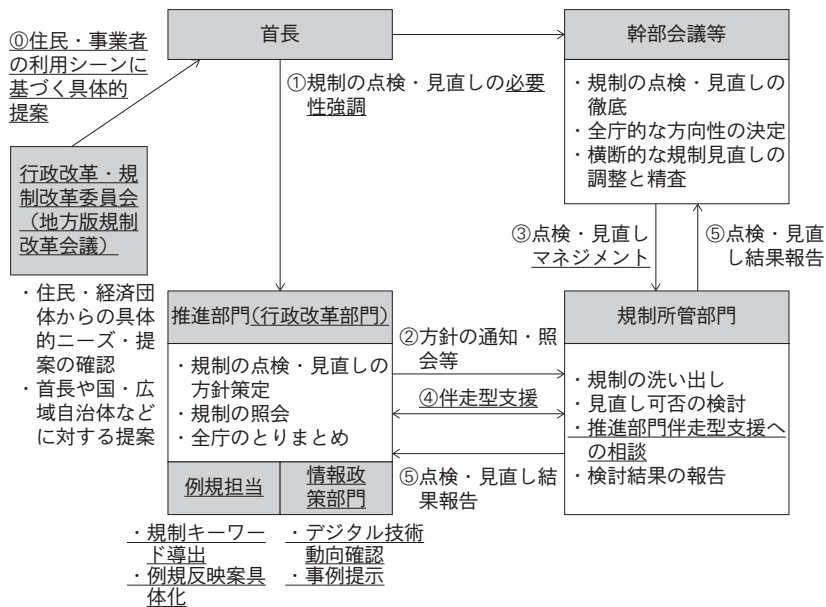 ⓪住民・事業者
の利用シーンに
基づく具体的
提案
首長
幹部会議等
①規制の点検・見直しの必要
性強調
・規制の点検・見直しの
徹底
・全庁的な方向性の決定
・横断的な規制見直しの
調整と精査
行政改革・規
制改革委員会
（地方版規制
改革会議）
・住民・経済団
体からの具体
的ニーズ・提
案の確認
・首長や国・広
域自治体など
に対する提案
③点検・見直し
マネジメント
⑤点検・見直
し結果報告
推進部門（行政改革部門）
・規制の点検・見直しの
方針策定
・規制の照会
・全庁のとりまとめ
例規担当
情報政
策部門
・規制キーワー
ド導出
・例規反映案具
体化
・デジタル技術
動向確認
・事例提示
②方針の通知・照
会等
④伴走型支援
⑤点検・見直し結
果報告
規制所管部門
・規制の洗い出し
・見直し可否の検討
・推進部門伴走型支援へ
の相談
・検討結果の報告